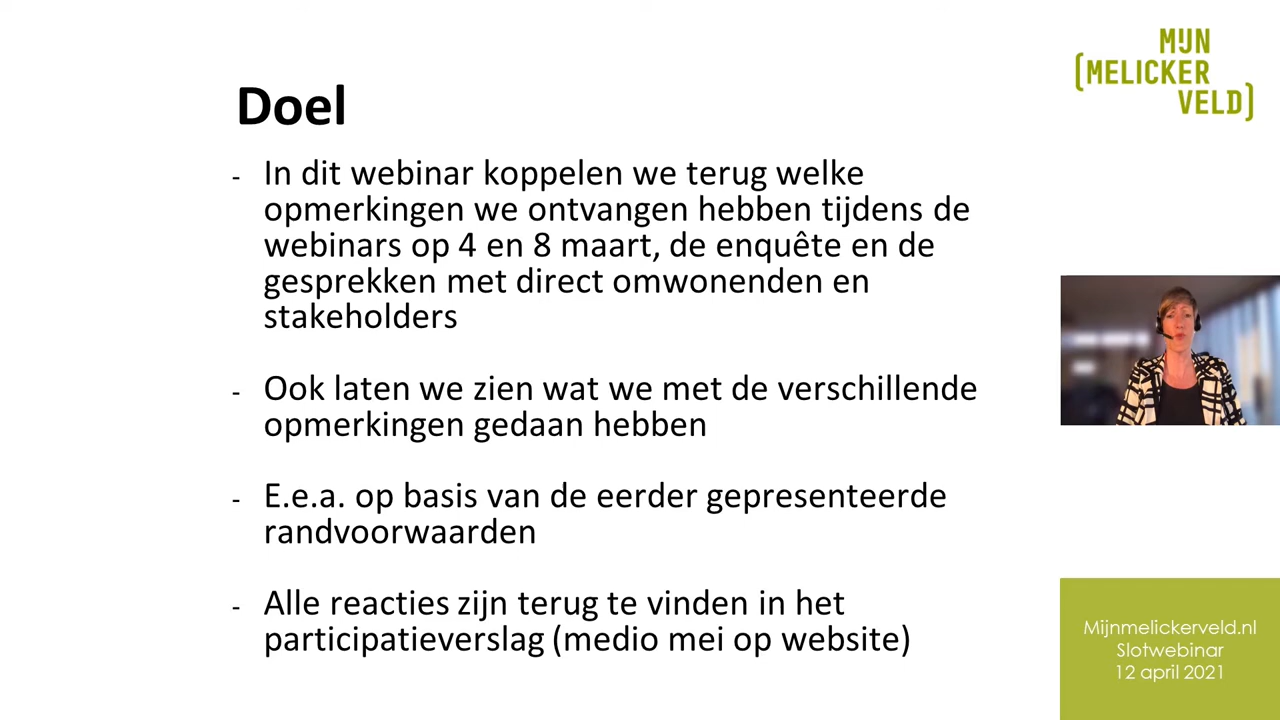 MIJN
[MELICKER
VELD]
Doel
- In dit webinar koppelen we terug welke
opmerkingen we ontvangen hebben tijdens de
webinars op 4 en 8 maart, de enquête en de
gesprekken met direct omwonenden en
stakeholders
- Ook laten we zien wat we met de verschillende
opmerkingen gedaan hebben
- E.e.a. op basis van de eerder gepresenteerde
randvoorwaarden
- Alle reacties zijn terug te vinden in het
participatieverslag (medio mei op website)
Mijnmelickerveld.nl
Slotwebinar
12 april 2021